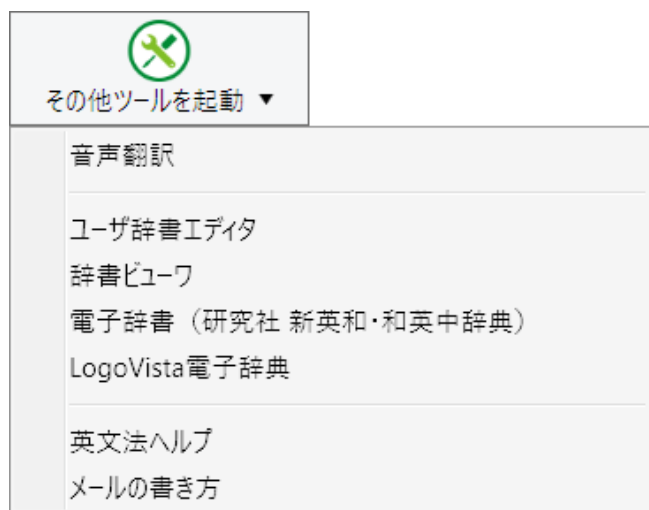 その他ツールを起動 ▼
音声翻訳
ユーザ辞書エディタ
辞書ビューワ
電子辞書（研究社 新英和・和英中辞典）
LogoVista電子辞典
英文法ヘルプ
メールの書き方